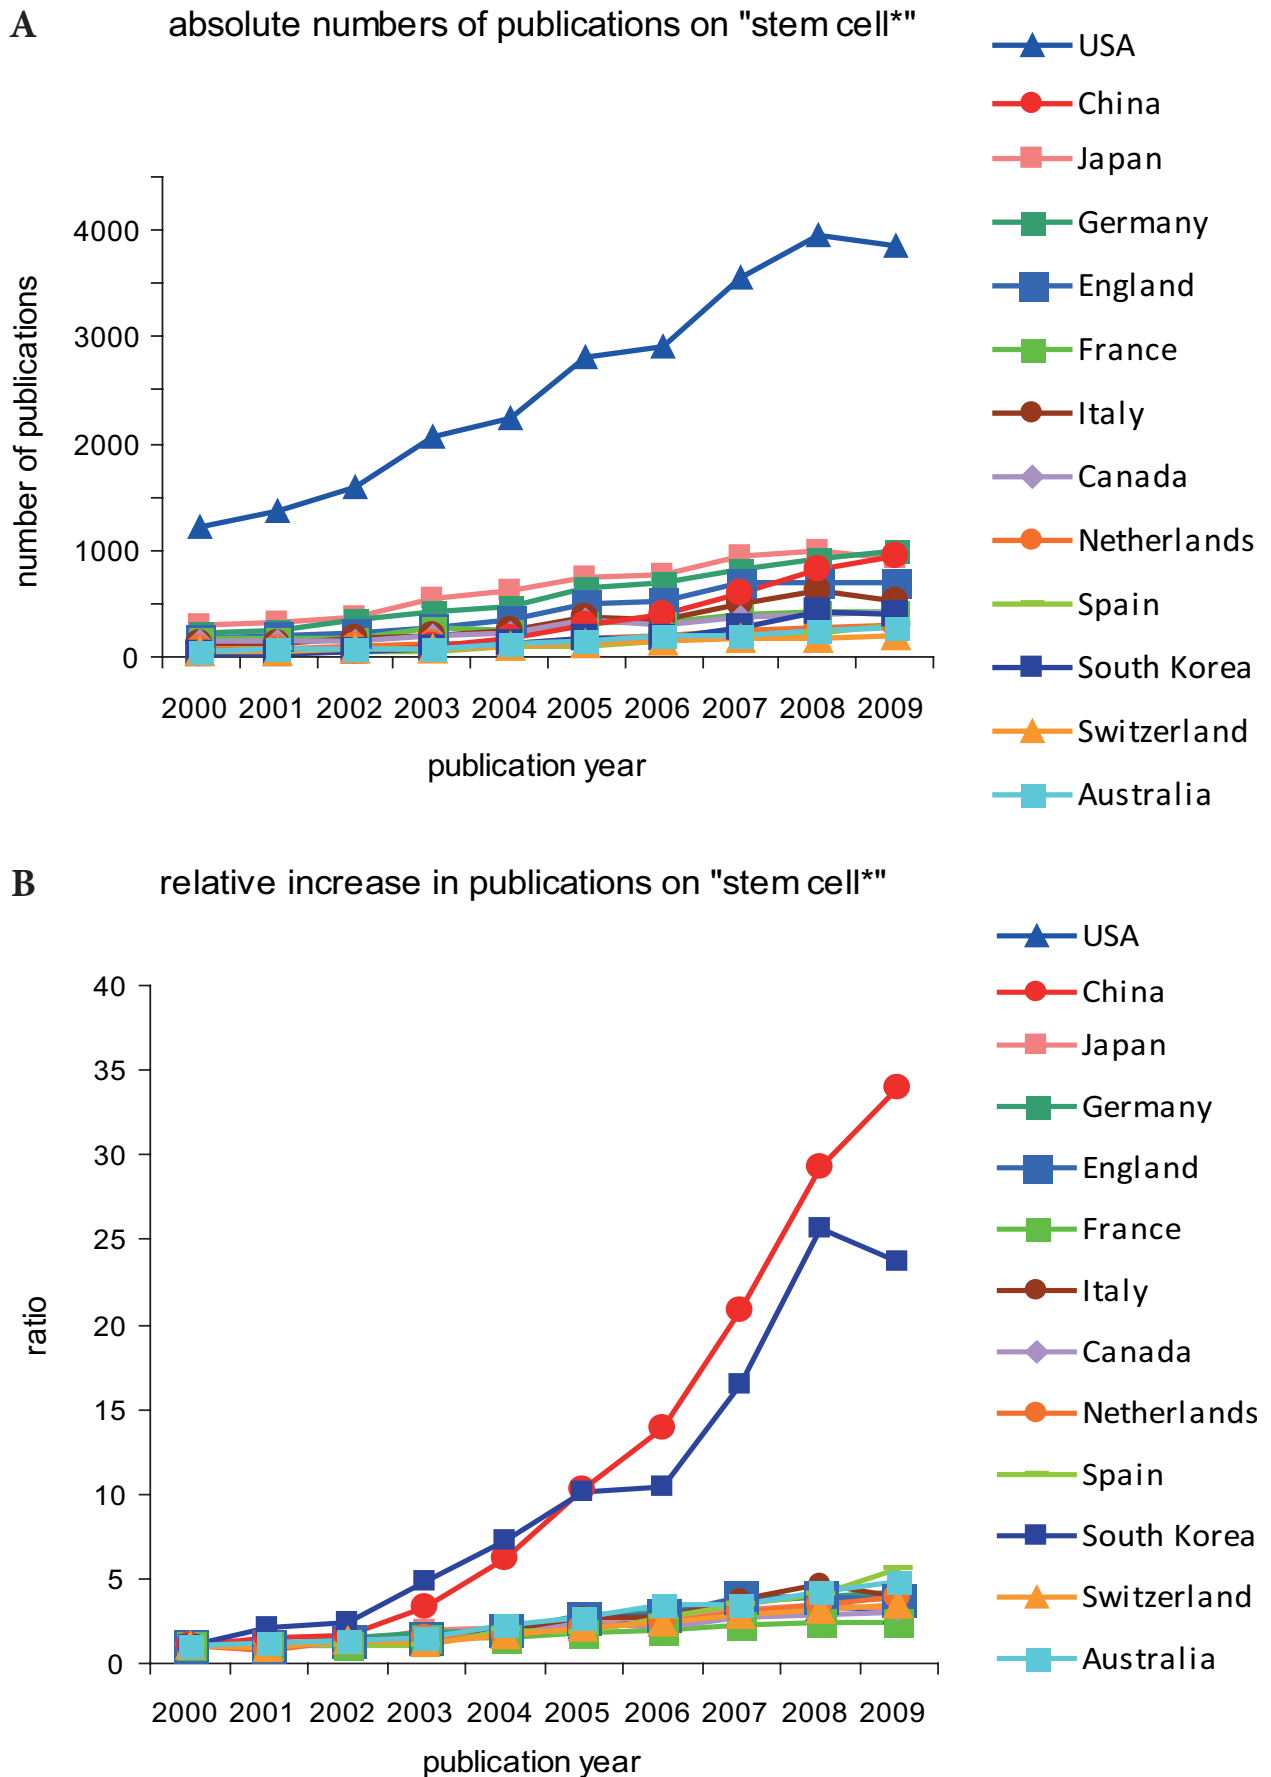 A
absolute numbers of publications on "stem cell*"
USA
China
Japan
Germany
England
France
Italy
Canada
Netherlands
Spain
South Korea
Switzerland
Australia
number of publications
4000
3000
2000
1000
0
2000 2001 2002 2003 2004 2005 2006 2007 2008 2009
publication year
B
relative increase in publications on "stem cell*"
USA
China
Japan
Germany
England
France
Italy
Canada
Netherlands
Spain
South Korea
Switzerland
Australia
ratio
40
35
30
25
20
15
10
5
0
2000 2001 2002 2003 2004 2005 2006 2007 2008 2009
publication year